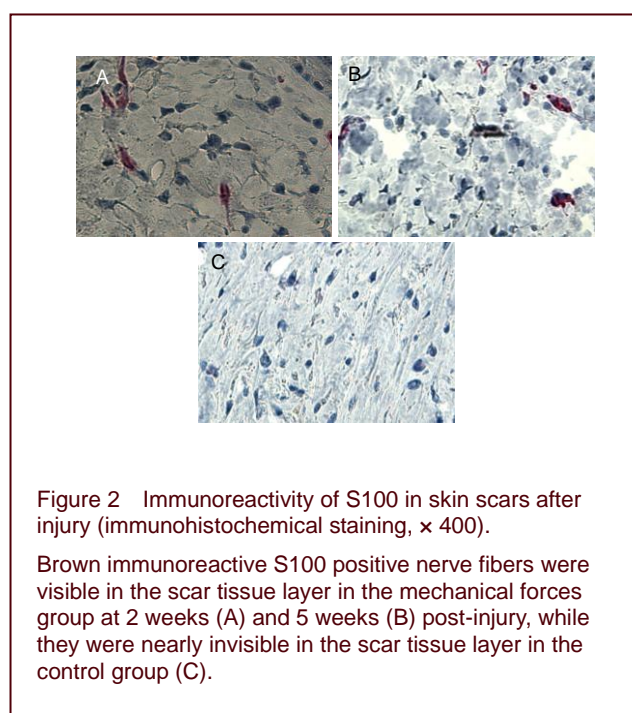 A
B
C
Figure 2 Immunoreactivity of S100 in skin scars after
injury (immunohistochemical staining, × 400).
Brown immunoreactive S100 positive nerve fibers were
visible in the scar tissue layer in the mechanical forces
group at 2 weeks (A) and 5 weeks (B) post-injury, while
they were nearly invisible in the scar tissue layer in the
control group (C).